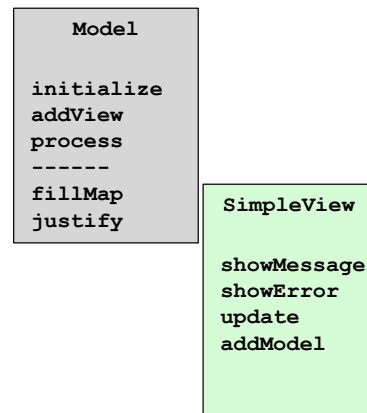 Model
initialize
addView
process
------
fillMap
justify
SimpleView
showMessage
showError
update
addModel